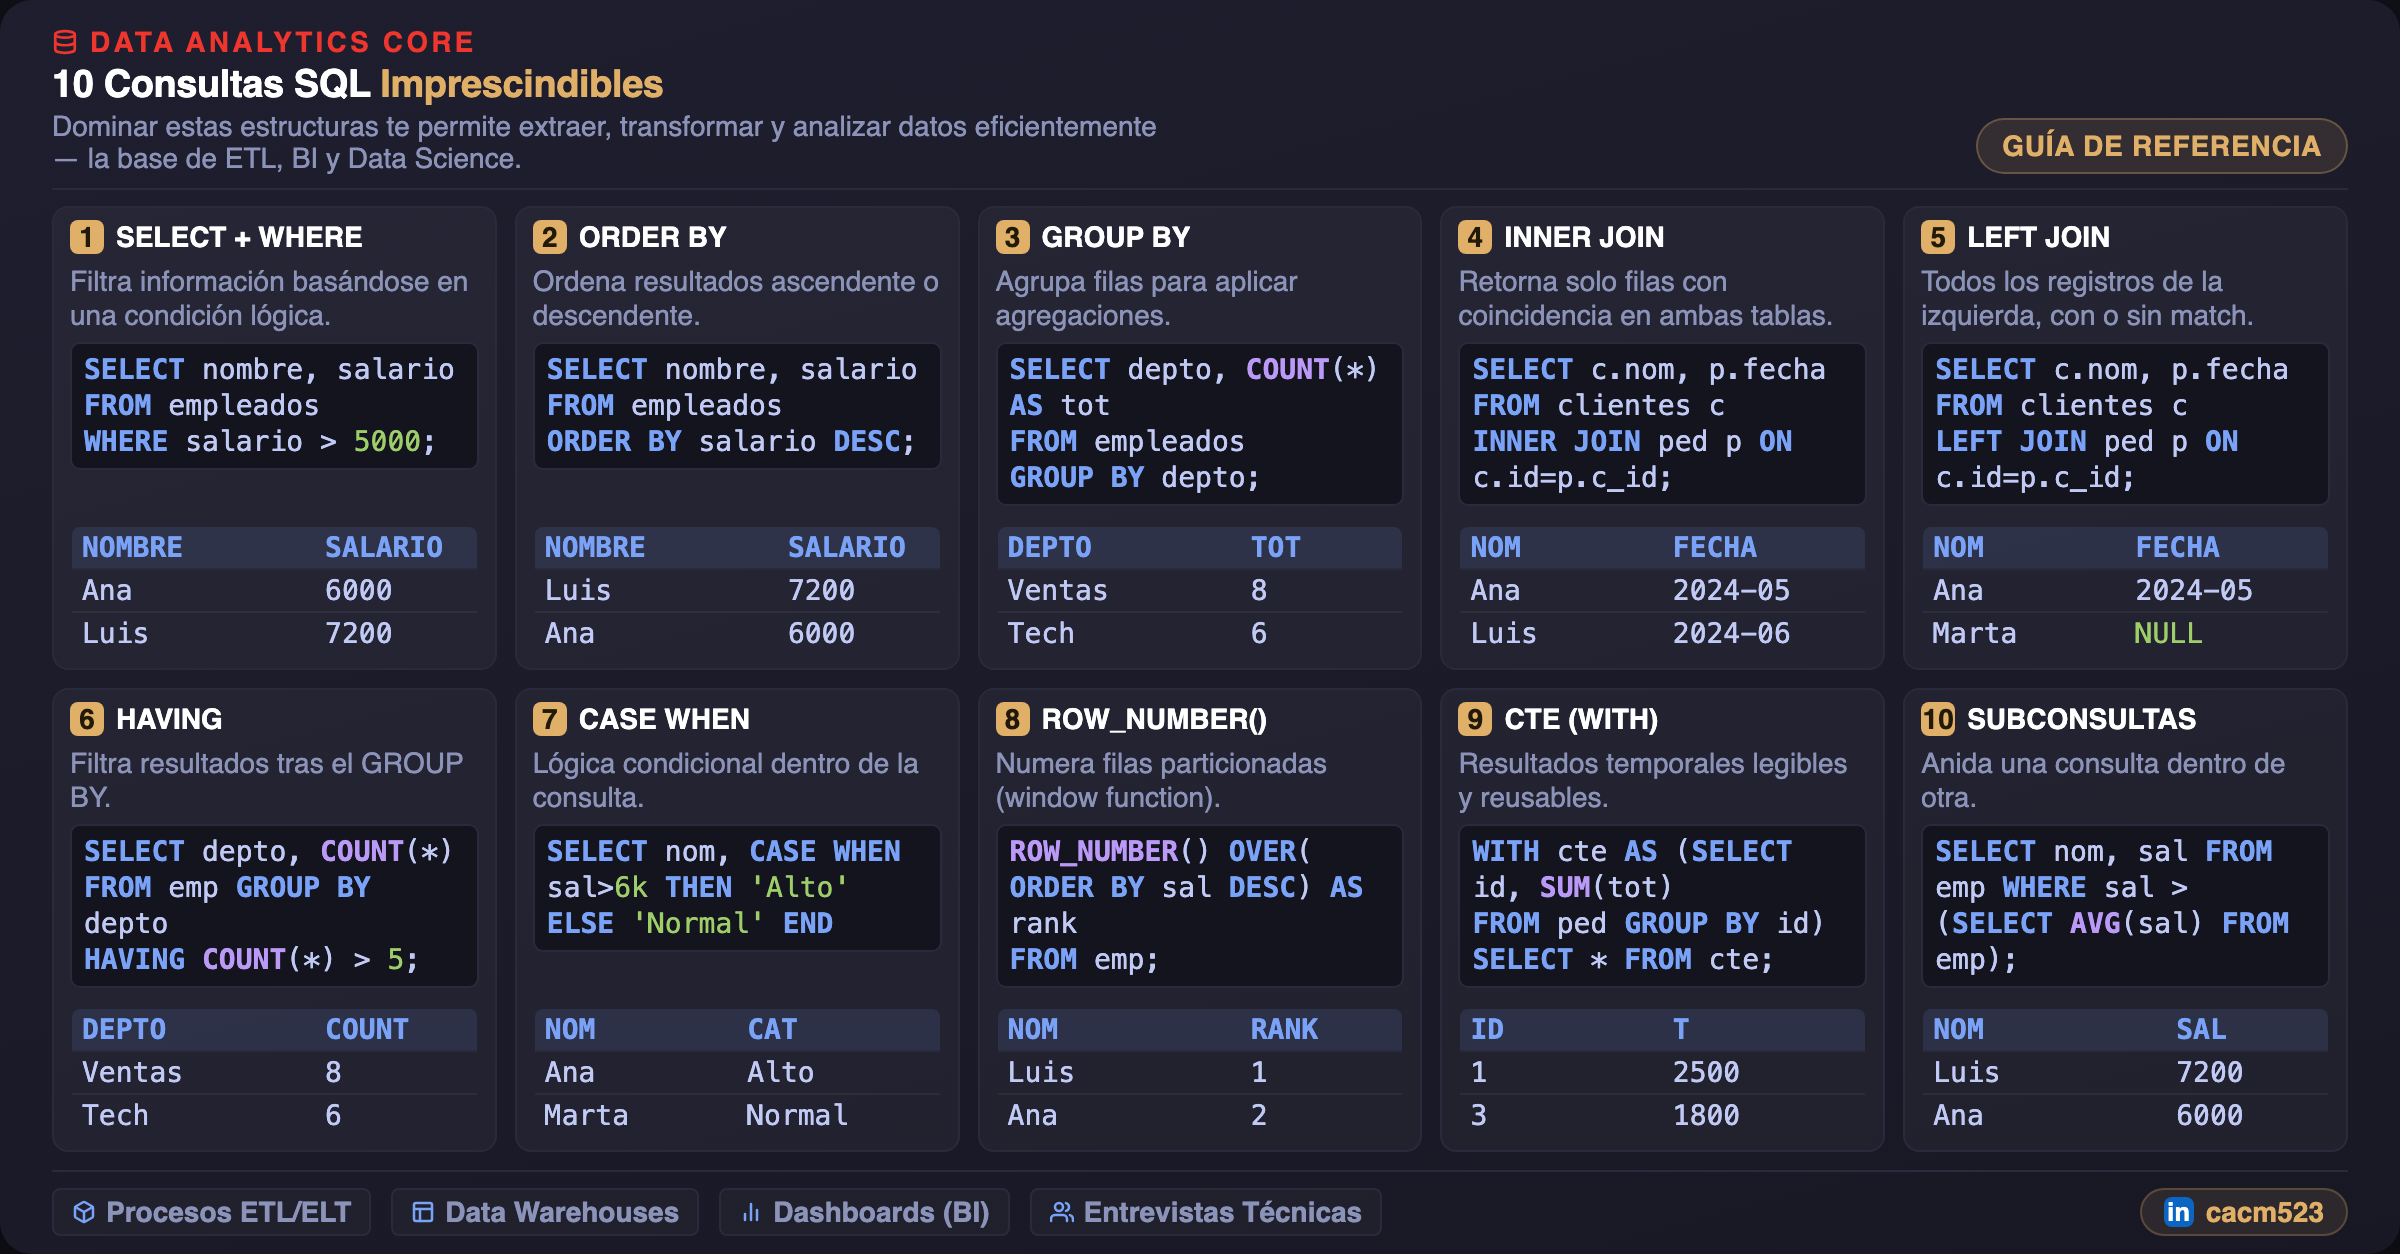 DATA ANALYTICS CORE
10 Consultas SQL Imprescindibles
Dominar estas estructuras te permite extraer, transformar y analizar datos eficientemente
— la base de ETL, BI y Data Science.
GUÍA DE REFERENCIA
1 SELECT + WHERE
Filtra información basándose en
una condición lógica.
SELECT nombre, salario
FROM empleados
WHERE salario > 5000;
NOMBRE SALARIO
Ana 6000
Luis 7200
2 ORDER BY
Ordena resultados ascendente o
descendente.
SELECT nombre, salario
FROM empleados
ORDER BY salario DESC;
NOMBRE SALARIO
Luis 7200
Ana 6000
3 GROUP BY
Agrupa filas para aplicar
agregaciones.
SELECT depto, COUNT(*)
AS tot
FROM empleados
GROUP BY depto;
DEPTO TOT
Ventas 8
Tech 6
4 INNER JOIN
Retorna solo filas con
coincidencia en ambas tablas.
SELECT c.nom, p.fecha
FROM clientes c
INNER JOIN ped p ON
c.id=p.c_id;
NOM FECHA
Ana 2024-05
Luis 2024-06
5 LEFT JOIN
Todos los registros de la
izquierda, con o sin match.
SELECT c.nom, p.fecha
FROM clientes c
LEFT JOIN ped p ON
c.id=p.c_id;
NOM FECHA
Ana 2024-05
Marta NULL
6 HAVING
Filtra resultados tras el GROUP
BY.
SELECT depto, COUNT(*)
FROM emp GROUP BY
depto
HAVING COUNT(*) > 5;
DEPTO COUNT
Ventas 8
Tech 6
7 CASE WHEN
Lógica condicional dentro de la
consulta.
SELECT nom, CASE WHEN
sal>6k THEN 'Alto'
ELSE 'Normal' END
NOM CAT
Ana Alto
Marta Normal
8 ROW_NUMBER()
Numera filas particionadas
(window function).
ROW_NUMBER() OVER(
ORDER BY sal DESC) AS
rank
FROM emp;
NOM RANK
Luis 1
Ana 2
9 CTE (WITH)
Resultados temporales legibles
y reusables.
WITH cte AS (SELECT
id, SUM(tot)
FROM ped GROUP BY id)
SELECT * FROM cte;
ID T
1 2500
3 1800
10 SUBCONSULTAS
Anida una consulta dentro de
otra.
SELECT nom, sal FROM
emp WHERE sal >
(SELECT AVG(sal) FROM
emp);
NOM SAL
Luis 7200
Ana 6000
Procesos ETL/ELT
Data Warehouses
Dashboards (BI)
Entrevistas Técnicas
in cacm523